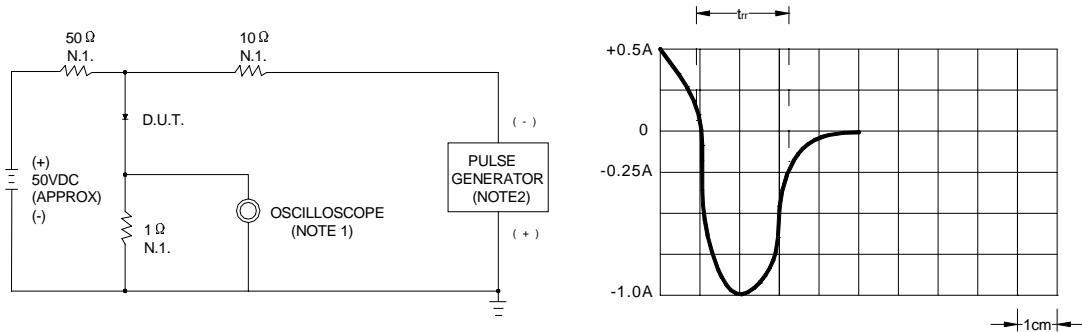 50 Ω
N.1.
10 Ω
N.1.
D.U.T.
(+)
50VDC
(APPROX)
(-)
1 Ω
N.1.
OSCILLOSCOPE
(NOTE 1)
( - )
PULSE
GENERATOR
(NOTE2)
( + )
trr
+0.5A
0
-0.25A
-1.0A
1cm